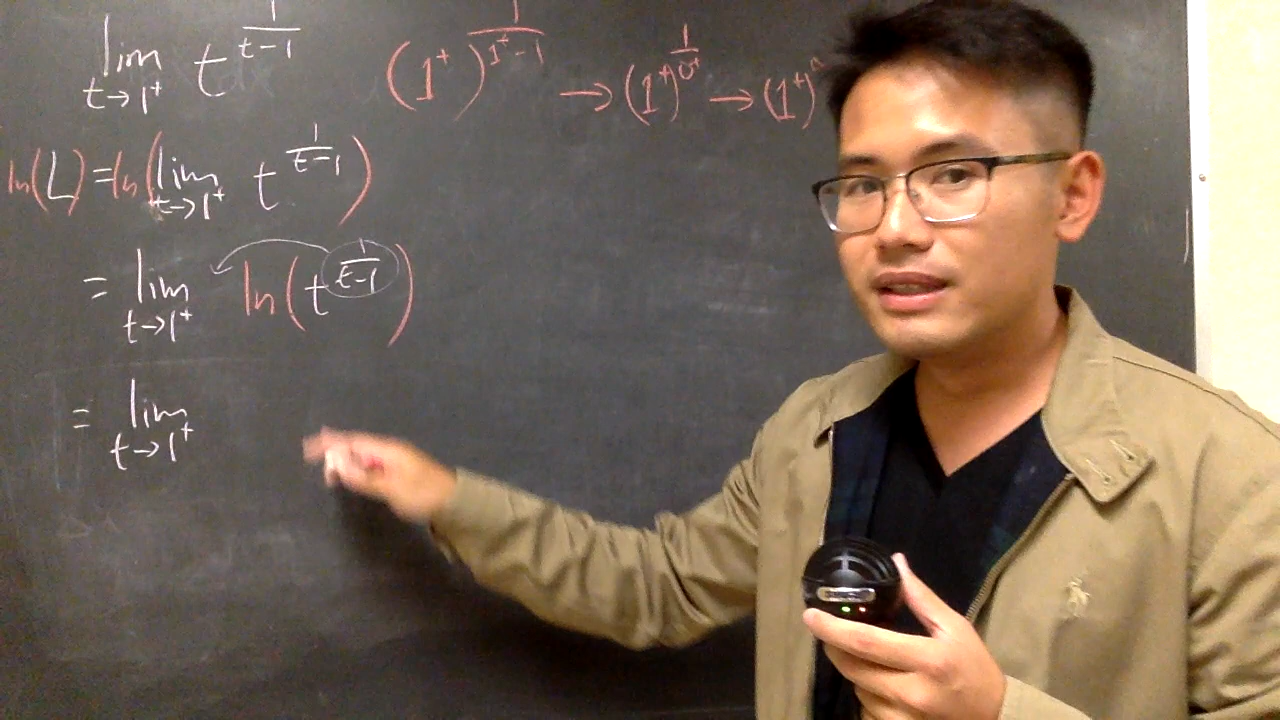 lim t→1⁺ t^(1/(t-1)) (1⁺)^(1/(1⁺-1)) → (1⁺)^(1/0⁺) → (1⁺)
ln(L) = ln(lim t→1⁺ t^(1/(t-1)))
= lim t→1⁺ ln(t^(1/(t-1)))
= lim t→1⁺